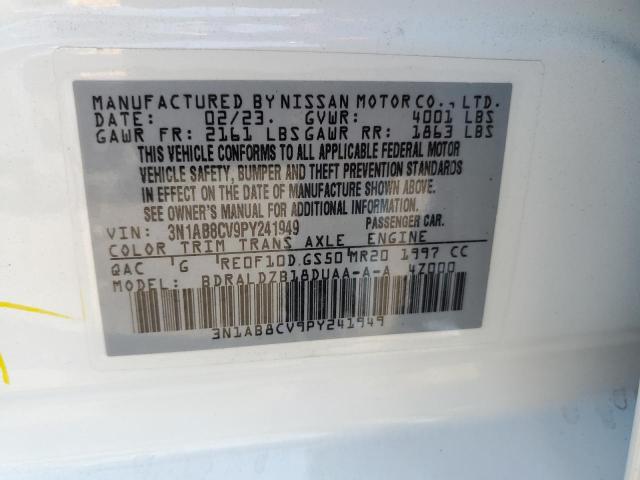 MANUFACTURED BY NISSAN MOTOR CO., LTD.
DATE: 02/23. GVWR: 4001 LBS
GAWR FR: 2161 LBS GAWR RR: 1863 LBS
THIS VEHICLE CONFORMS TO ALL APPLICABLE FEDERAL MOTOR
VEHICLE SAFETY, BUMPER AND THEFT PREVENTION STANDARDS
IN EFFECT ON THE DATE OF MANUFACTURE SHOWN ABOVE.
SEE OWNER'S MANUAL FOR ADDITIONAL INFORMATION.
VIN: 3N1AB8CV9PY241949 PASSENGER CAR.
COLOR TRIM TRANS AXLE ENGINE
QAC G RE0F10D GS50 MR20 1997 CC
MODEL: BDRALDZB18DUAA-A-A 4Z000
3N1AB8CV9PY241949